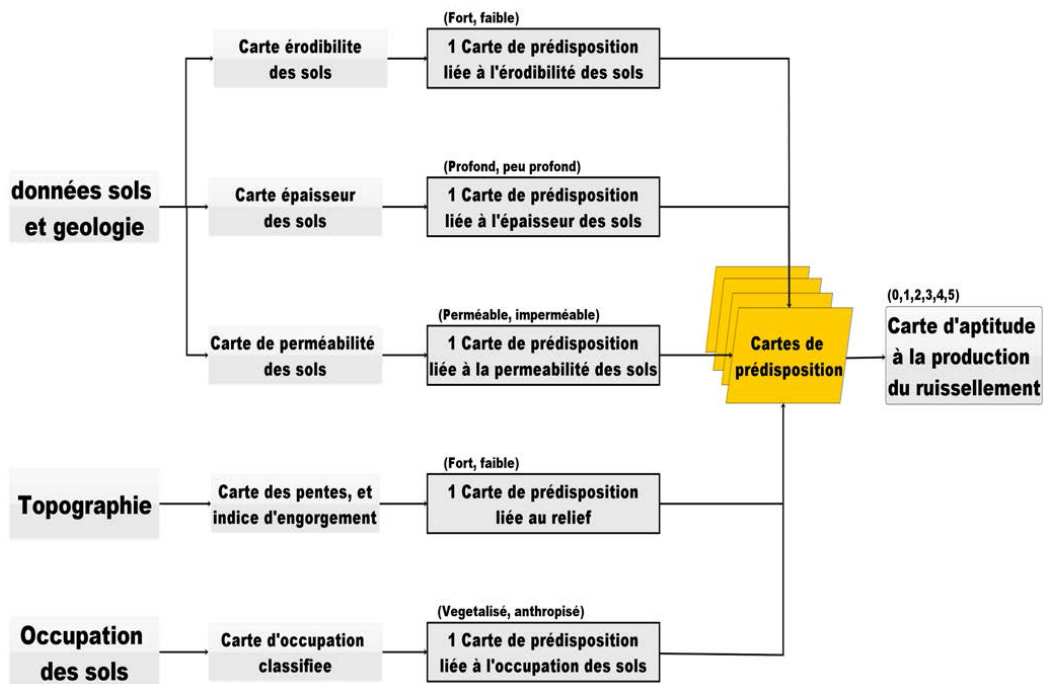 (Fort, faible)
Carte érodibilite
des sols
1 Carte de prédisposition
liée à l'érodibilité des sols
(Profond, peu profond)
données sols
et geologie
Carte épaisseur
des sols
1 Carte de prédisposition
liée à l'épaisseur des sols
(Perméable, imperméable)
Carte de perméabilité
des sols
1 Carte de prédisposition
liée à la permeabilité des sols
Cartes de
prédisposition
(0,1,2,3,4,5)
Carte d'aptitude
à la production
du ruissellement
(Fort, faible)
Topographie
Carte des pentes, et
indice d'engorgement
1 Carte de prédisposition
liée au relief
(Vegetalisé, anthropisé)
Occupation
des sols
Carte d'occupation
classifiee
1 Carte de prédisposition
liée à l'occupation des sols